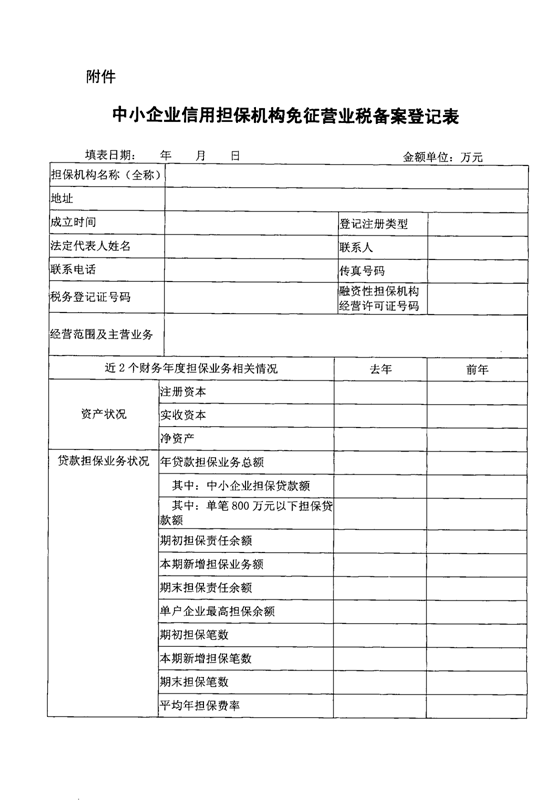 附件
中小企业信用担保机构免征营业税备案登记表
填表日期： 年 月 日 金额单位：万元
担保机构名称（全称）
地址
成立时间 登记注册类型
法定代表人姓名 联系人
联系电话 传真号码
税务登记证号码 融资性担保机构
经营许可证号码
经营范围及主营业务
近2个财务年度担保业务相关情况 去年 前年
资产状况 注册资本
实收资本
净资产
贷款担保业务状况 年贷款担保业务总额
其中：中小企业担保贷款额
其中：单笔800万元以下担保贷
款额
期初担保责任余额
本期新增担保业务额
期末担保责任余额
单户企业最高担保余额
期初担保笔数
本期新增担保笔数
期末担保笔数
平均年担保费率